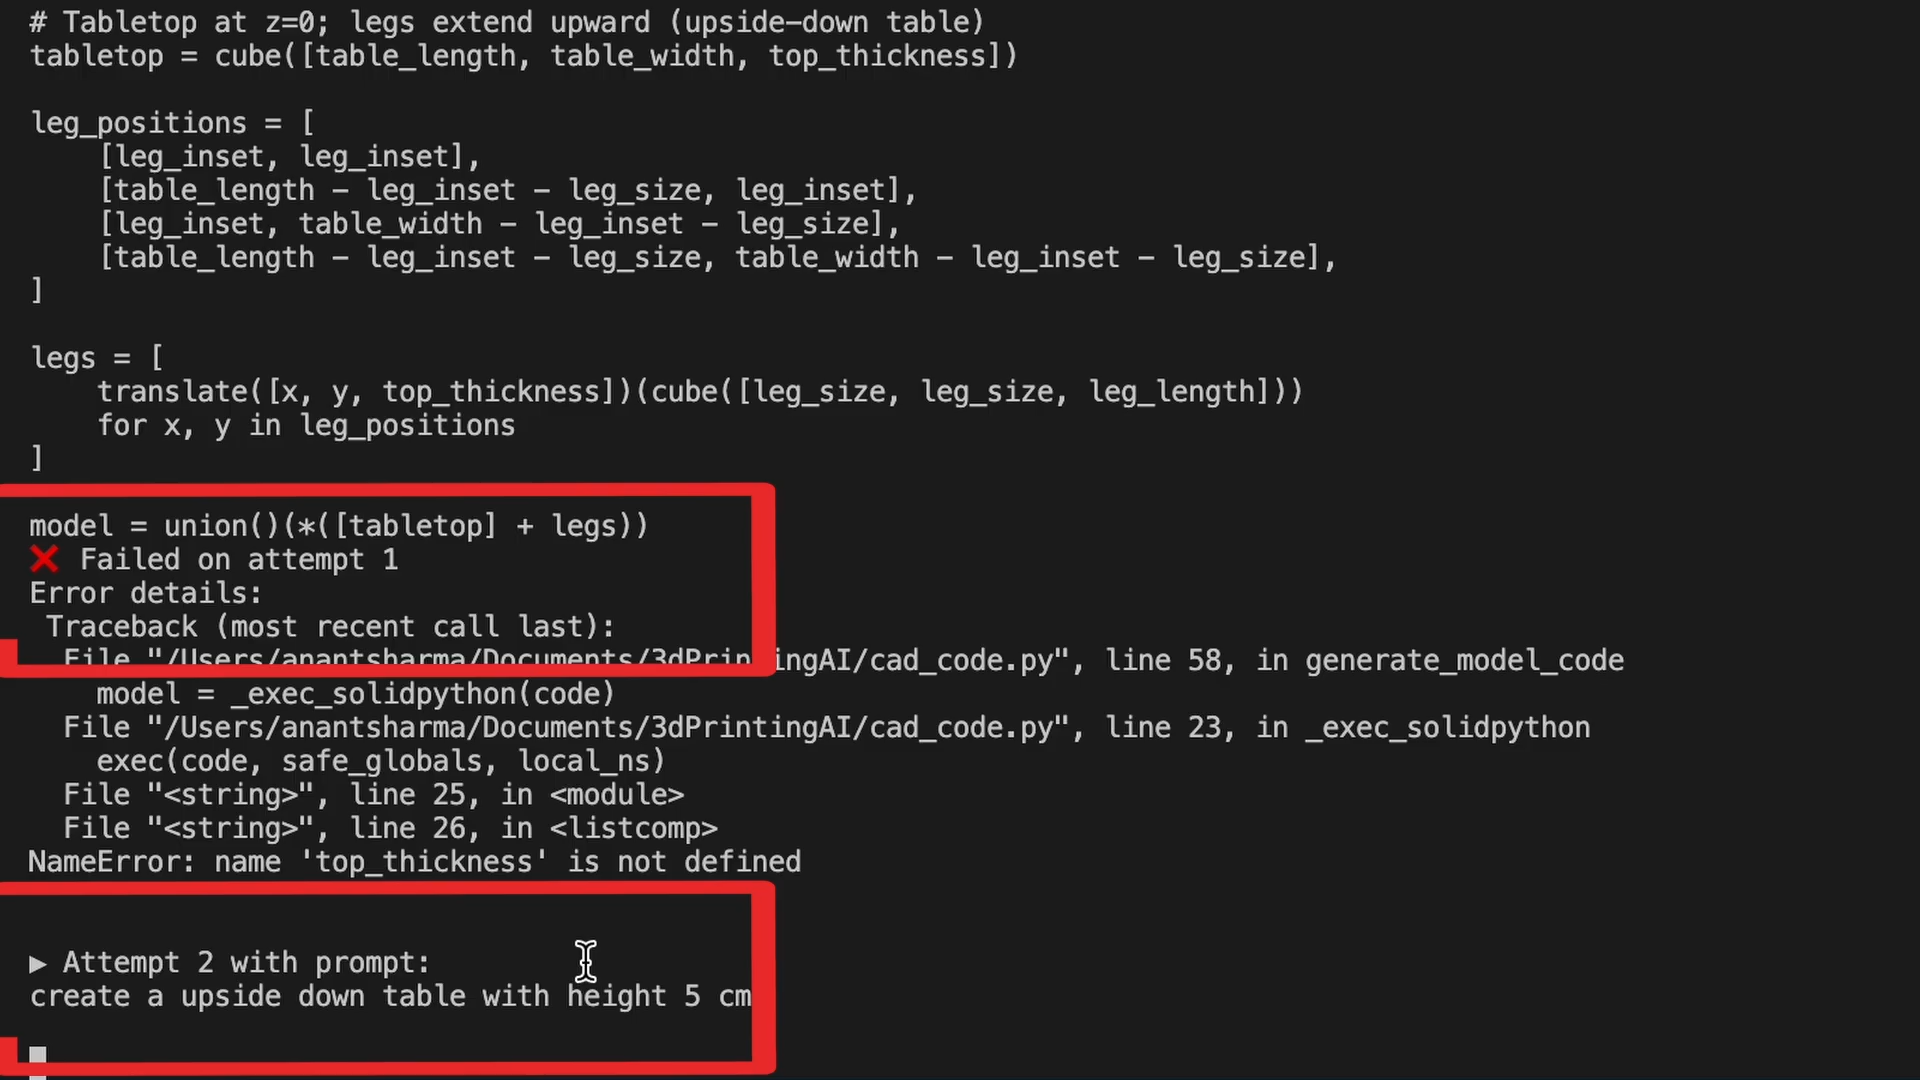 # Tabletop at z=0; legs extend upward (upside-down table)
tabletop = cube([table_length, table_width, top_thickness])
leg_positions = [
[leg_inset, leg_inset],
[table_length - leg_inset - leg_size, leg_inset],
[leg_inset, table_width - leg_inset - leg_size],
[table_length - leg_inset - leg_size, table_width - leg_inset - leg_size],
]
legs = [
translate([x, y, top_thickness])(cube([leg_size, leg_size, leg_length]))
for x, y in leg_positions
]
model = union()(*([tabletop] + legs))
❌ Failed on attempt 1
Error details:
Traceback (most recent call last):
File "/Users/anantsharma/Documents/3dPrintingAI/cad_code.py", line 58, in generate_model_code
model = _exec_solidpython(code)
File "/Users/anantsharma/Documents/3dPrintingAI/cad_code.py", line 23, in _exec_solidpython
exec(code, safe_globals, local_ns)
File "<string>", line 25, in <module>
File "<string>", line 26, in <listcomp>
NameError: name 'top_thickness' is not defined
▶ Attempt 2 with prompt:
create a upside down table with height 5 cm